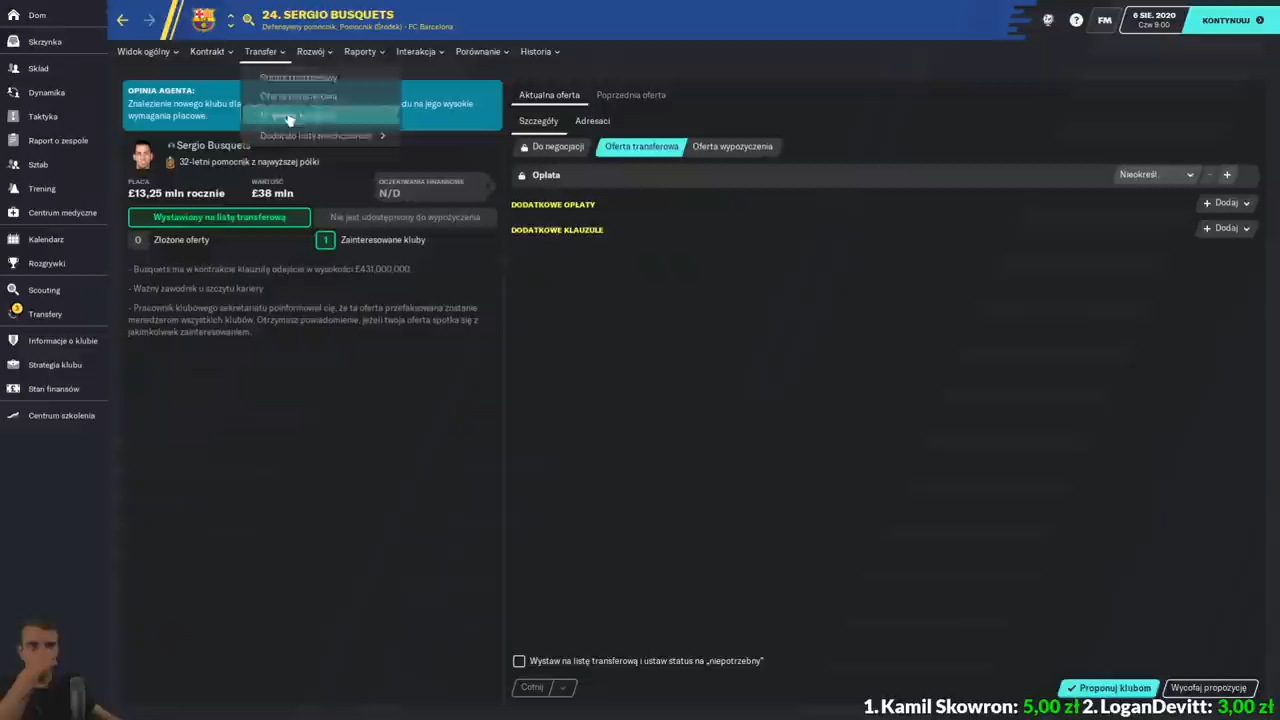 Dom
Skrzynka
Skład
Dynamika
Taktyka
Raport o zespole
Sztab
Trening
Centrum medyczne
Kalendarz
Rozgrywki
Scouting
Transfery
Informacje o klubie
Strategia klubu
Stan finansów
Centrum szkolenia
24. SERGIO BUSQUETS
Defensywny pomocnik, Pomocnik (Środek) - FC Barcelona
FM
6 SIE. 2020
Czw 9:00
KONTYNUUJ
Widok ogólny
Kontrakt
Transfer
Rozwój
Raporty
Interakcja
Porównanie
Historia
OPINIA AGENTA:
Znalezienie nowego klubu dla
du na jego wysokie
wymagania płacowe.
Sergio Busquets
32-letni pomocnik z najwyższej półki
PŁACA
£13,25 mln rocznie
WARTOŚĆ
£38 mln
OCZEKIWANIA FINANSOWE
N/D
Wystawiony na listę transferową
Nie jest udostępniony do wypożyczenia
0 Złożone oferty
1 Zainteresowane kluby
- Busquets ma w kontrakcie klauzulę odejście w wysokości £431,000,000
- Ważny zawodnik u szczytu kariery
- Pracownik klubowego sekretariatu poinformował cię, że ta oferta przefaksowana zostanie
menedżerom wszystkich klubów. Otrzymasz powiadomienie, jeżeli twoja oferta spotka się z
jakimkolwiek zainteresowaniem.
Aktualna oferta
Poprzednia oferta
Szczegóły
Adresaci
Do negocjacji
Oferta transferowa
Oferta wypożyczenia
Opłata
Nieokreśl.
DODATKOWE OPŁATY
Dodaj
DODATKOWE KLAUZULE
Dodaj
Wystaw na listę transferową i ustaw status na „niepotrzebny"
Cofnij
Proponuj klubom
Wycofaj propozycję
1. Kamil Skowron: 5,00 zł 2. LoganDevitt: 3,00 zł